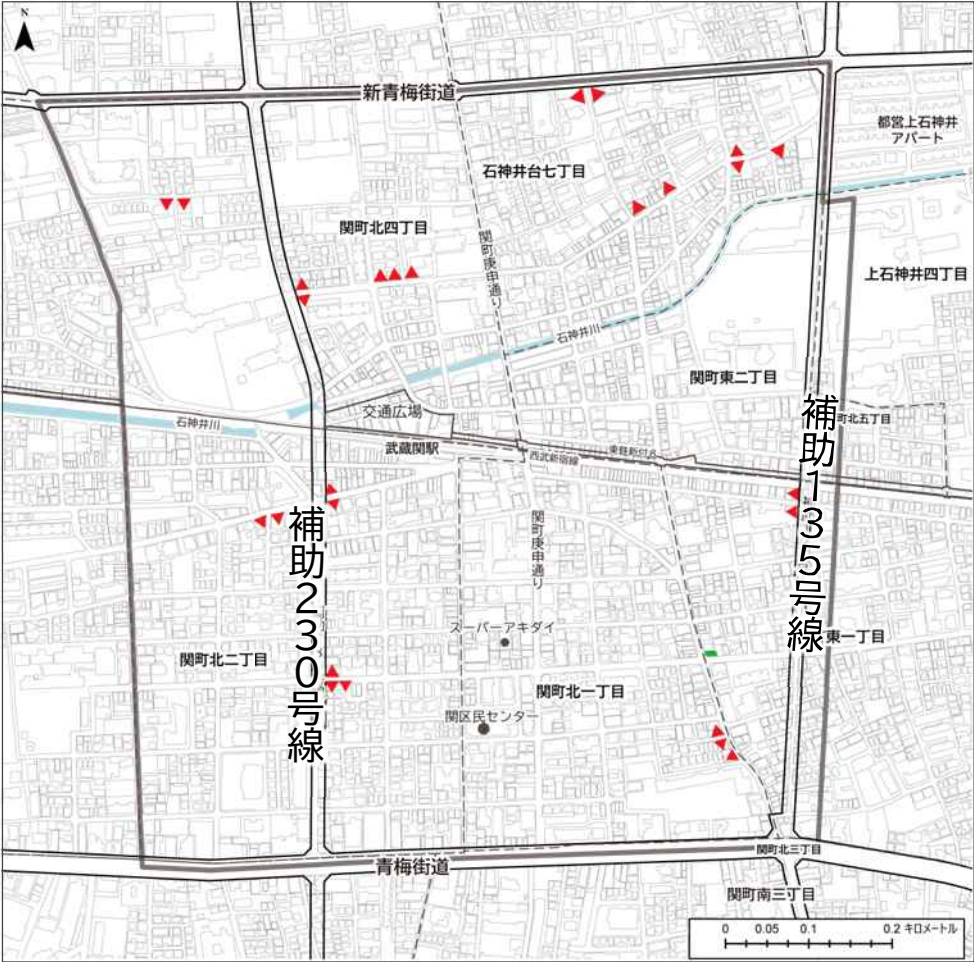 N
新青梅街道
都営上石神井
アパート
石神井台七丁目
関町北四丁目
関町庚申通り
上石神井四丁目
石神井川
関町東二丁目
交通広場
町北五丁目
石神井川
武蔵関駅
西武新宿線
補助135号線
補助230号線
関町庚申通り
スーパーアキダイ
東一丁目
関町北二丁目
関町北一丁目
関区民センター
青梅街道
関町北三丁目
関町南三丁目
0 0.05 0.1 0.2 キロメートル